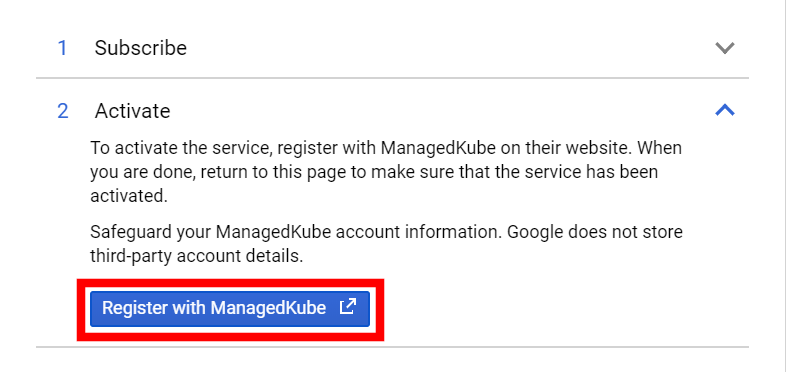 1 Subscribe
2 Activate
To activate the service, register with ManagedKube on their website. When
you are done, return to this page to make sure that the service has been
activated.
Safeguard your ManagedKube account information. Google does not store
third-party account details.
Register with ManagedKube